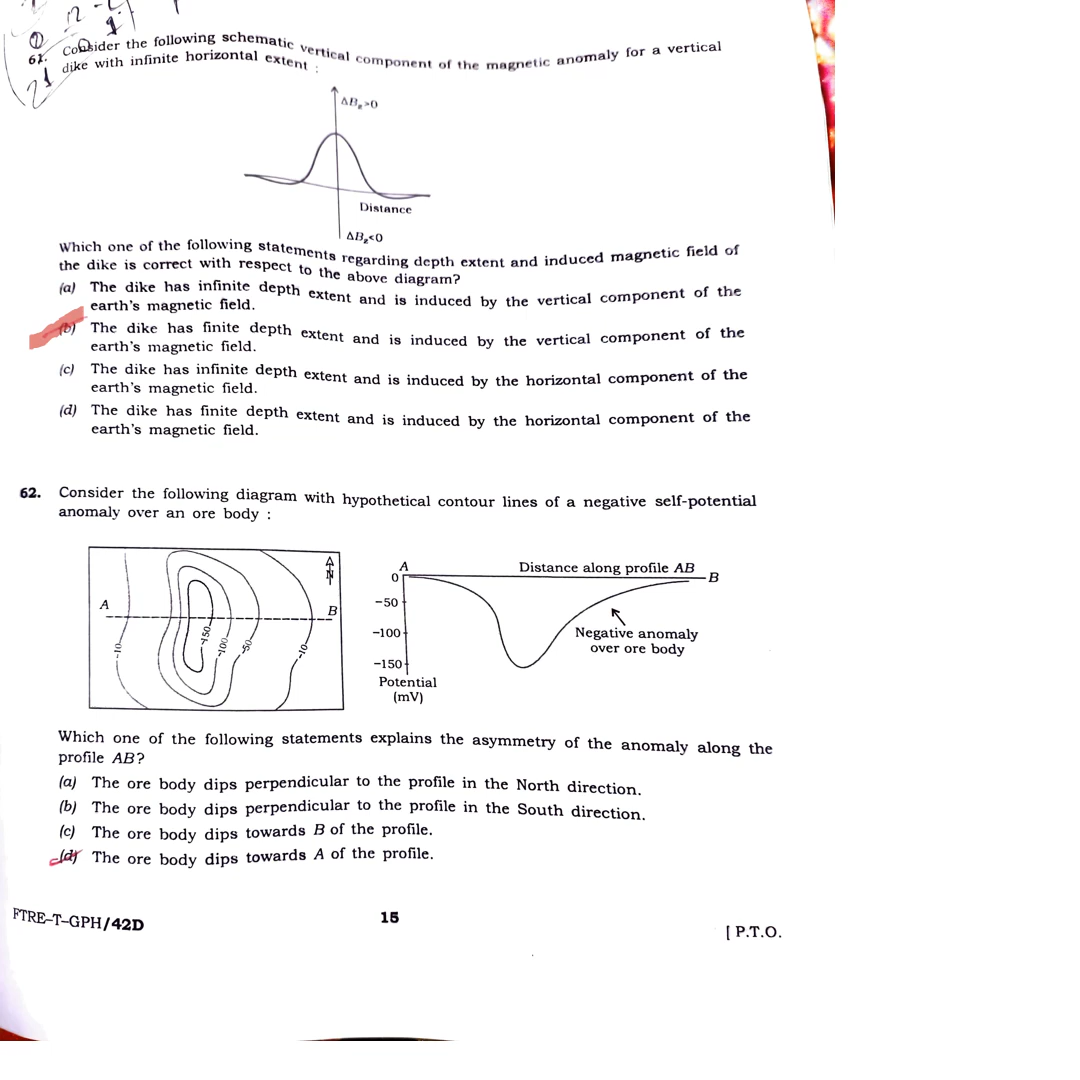 12
61. Consider the following schematic vertical component of the magnetic anomaly for a vertical
dike with infinite horizontal extent :
ΔB_z>0
Distance
ΔB_z<0
Which one of the following statements regarding depth extent and induced magnetic field of
the dike is correct with respect to the above diagram?
(a) The dike has infinite depth extent and is induced by the vertical component of the
earth's magnetic field.
(b) The dike has finite depth extent and is induced by the vertical component of the
earth's magnetic field.
(c) The dike has infinite depth extent and is induced by the horizontal component of the
earth's magnetic field.
(d) The dike has finite depth extent and is induced by the horizontal component of the
earth's magnetic field.
62. Consider the following diagram with hypothetical contour lines of a negative self-potential
anomaly over an ore body :
N
A
B
-10
-150
-100
-50
-10
A
Distance along profile AB
0
B
-50
-100
-150
Negative anomaly
over ore body
Potential
(mV)
Which one of the following statements explains the asymmetry of the anomaly along the
profile AB?
(a) The ore body dips perpendicular to the profile in the North direction.
(b) The ore body dips perpendicular to the profile in the South direction.
(c) The ore body dips towards B of the profile.
(d) The ore body dips towards A of the profile.
FTRE-T-GPH/42D
15
[ P.T.O.